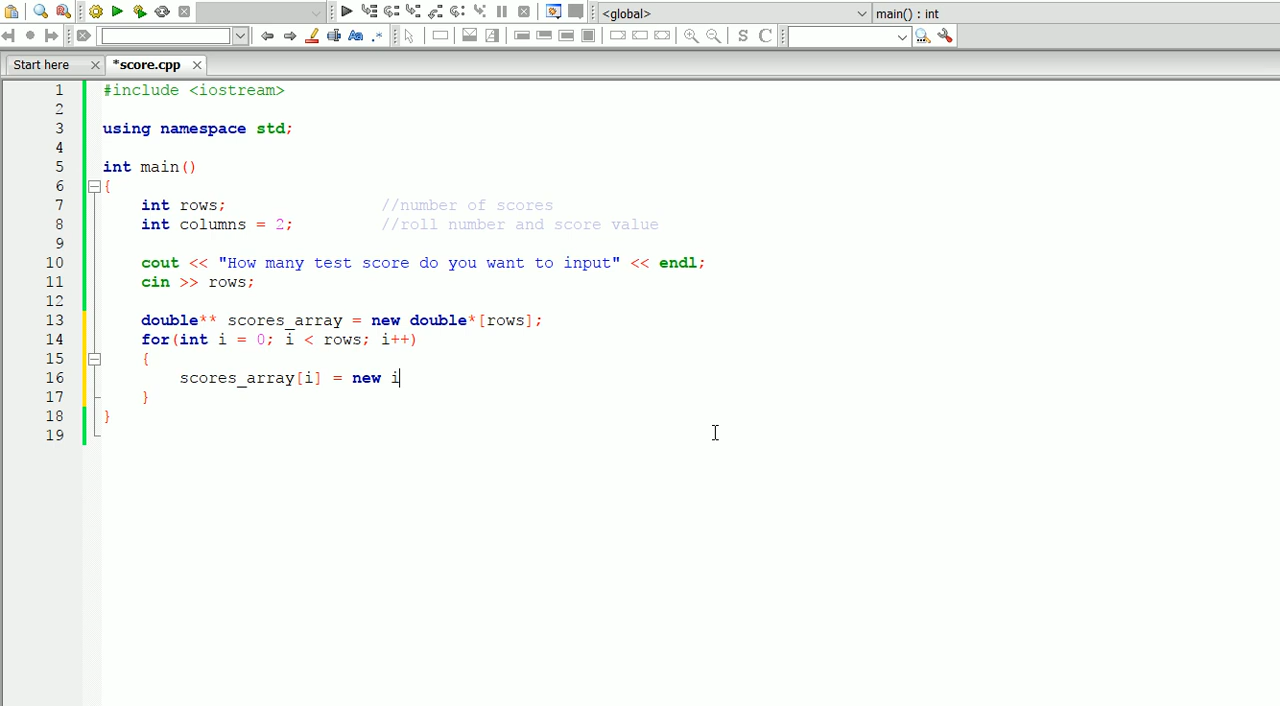 <global>
main() : int
S C
Start here
*score.cpp
1 #include <iostream>
2
3 using namespace std;
4
5 int main()
6 {
7 int rows; //number of scores
8 int columns = 2; //roll number and score value
9
10 cout << "How many test score do you want to input" << endl;
11 cin >> rows;
12
13 double** scores_array = new double*[rows];
14 for(int i = 0; i < rows; i++)
15 {
16 scores_array[i] = new i
17 }
18 }
19